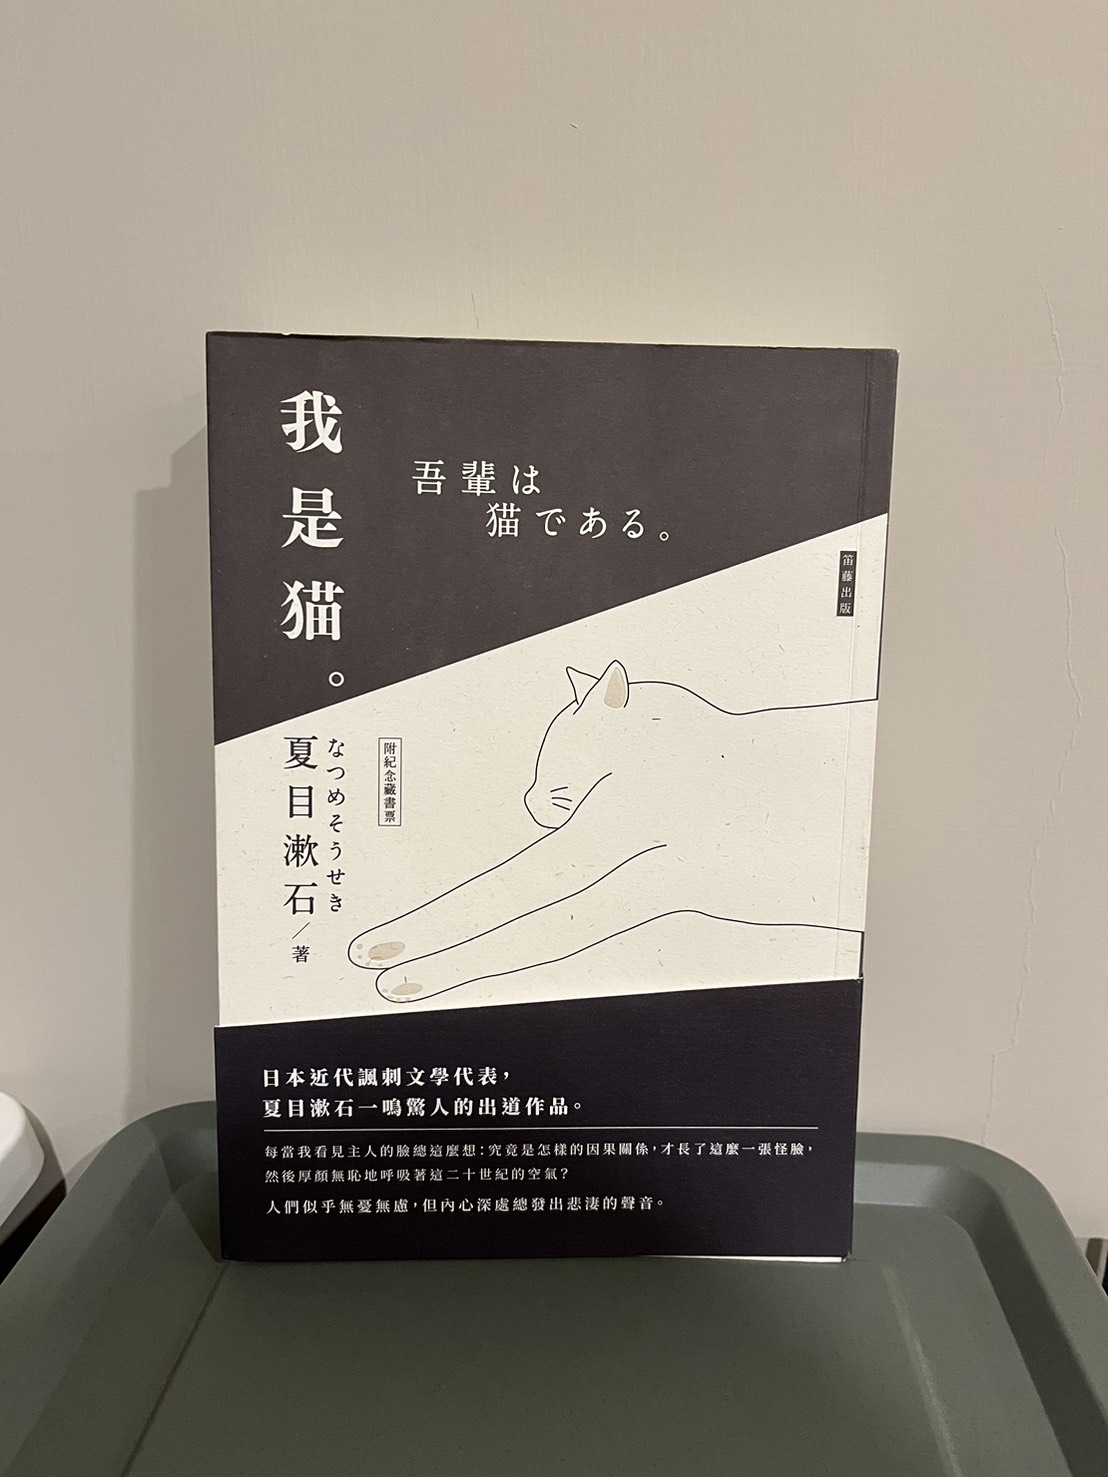 我是猫。
吾輩は
猫である。
笛藤出版
附紀念藏書票
なつめそうせき
夏目漱石／著
日本近代諷刺文學代表，
夏目漱石一鳴驚人的出道作品。
每當我看見主人的臉總這麼想：究竟是怎樣的因果關係，才長了這麼一張怪臉，
然後厚顏無恥地呼吸著這二十世紀的空氣？
人們似乎無憂無慮，但內心深處總發出悲淒的聲音。